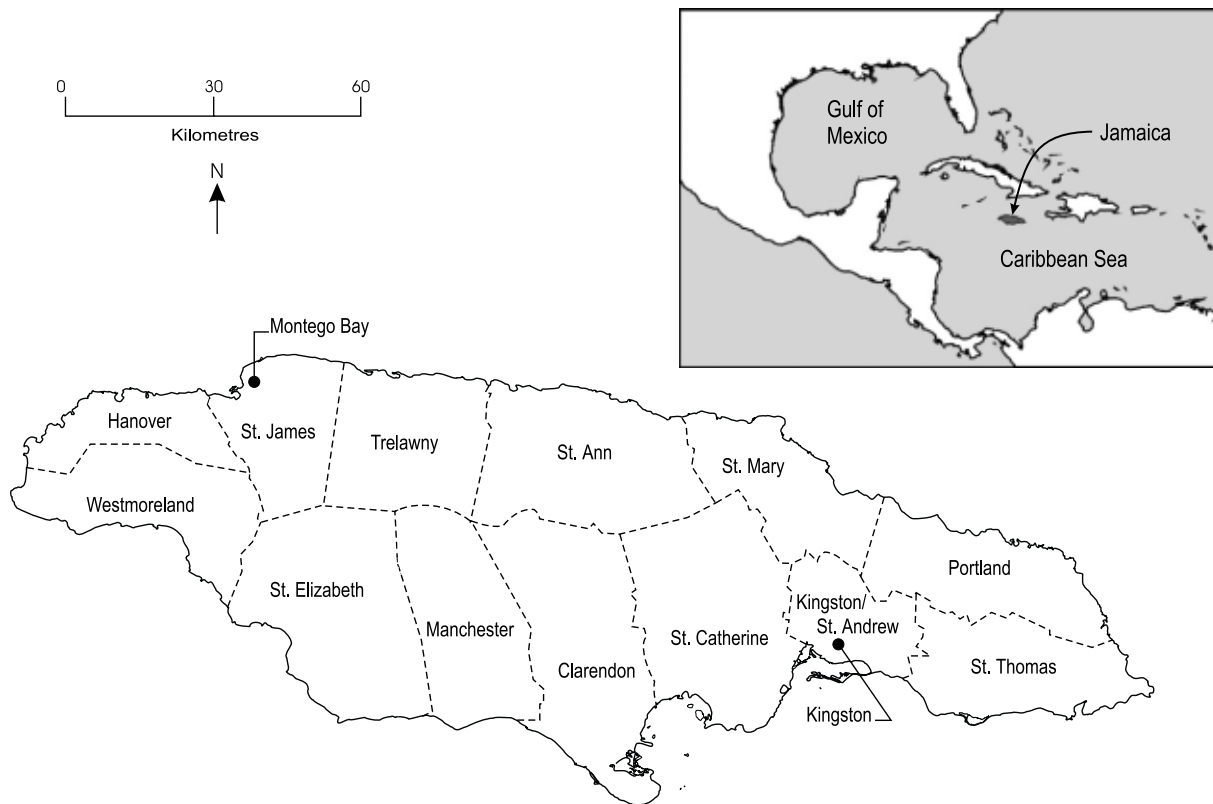 0 30 60
Kilometres
N
Gulf of
Mexico
Jamaica
Caribbean Sea
Montego Bay
Hanover
St. James
Trelawny
St. Ann
St. Mary
Westmoreland
St. Elizabeth
Manchester
Clarendon
St. Catherine
Kingston/
St. Andrew
Portland
St. Thomas
Kingston